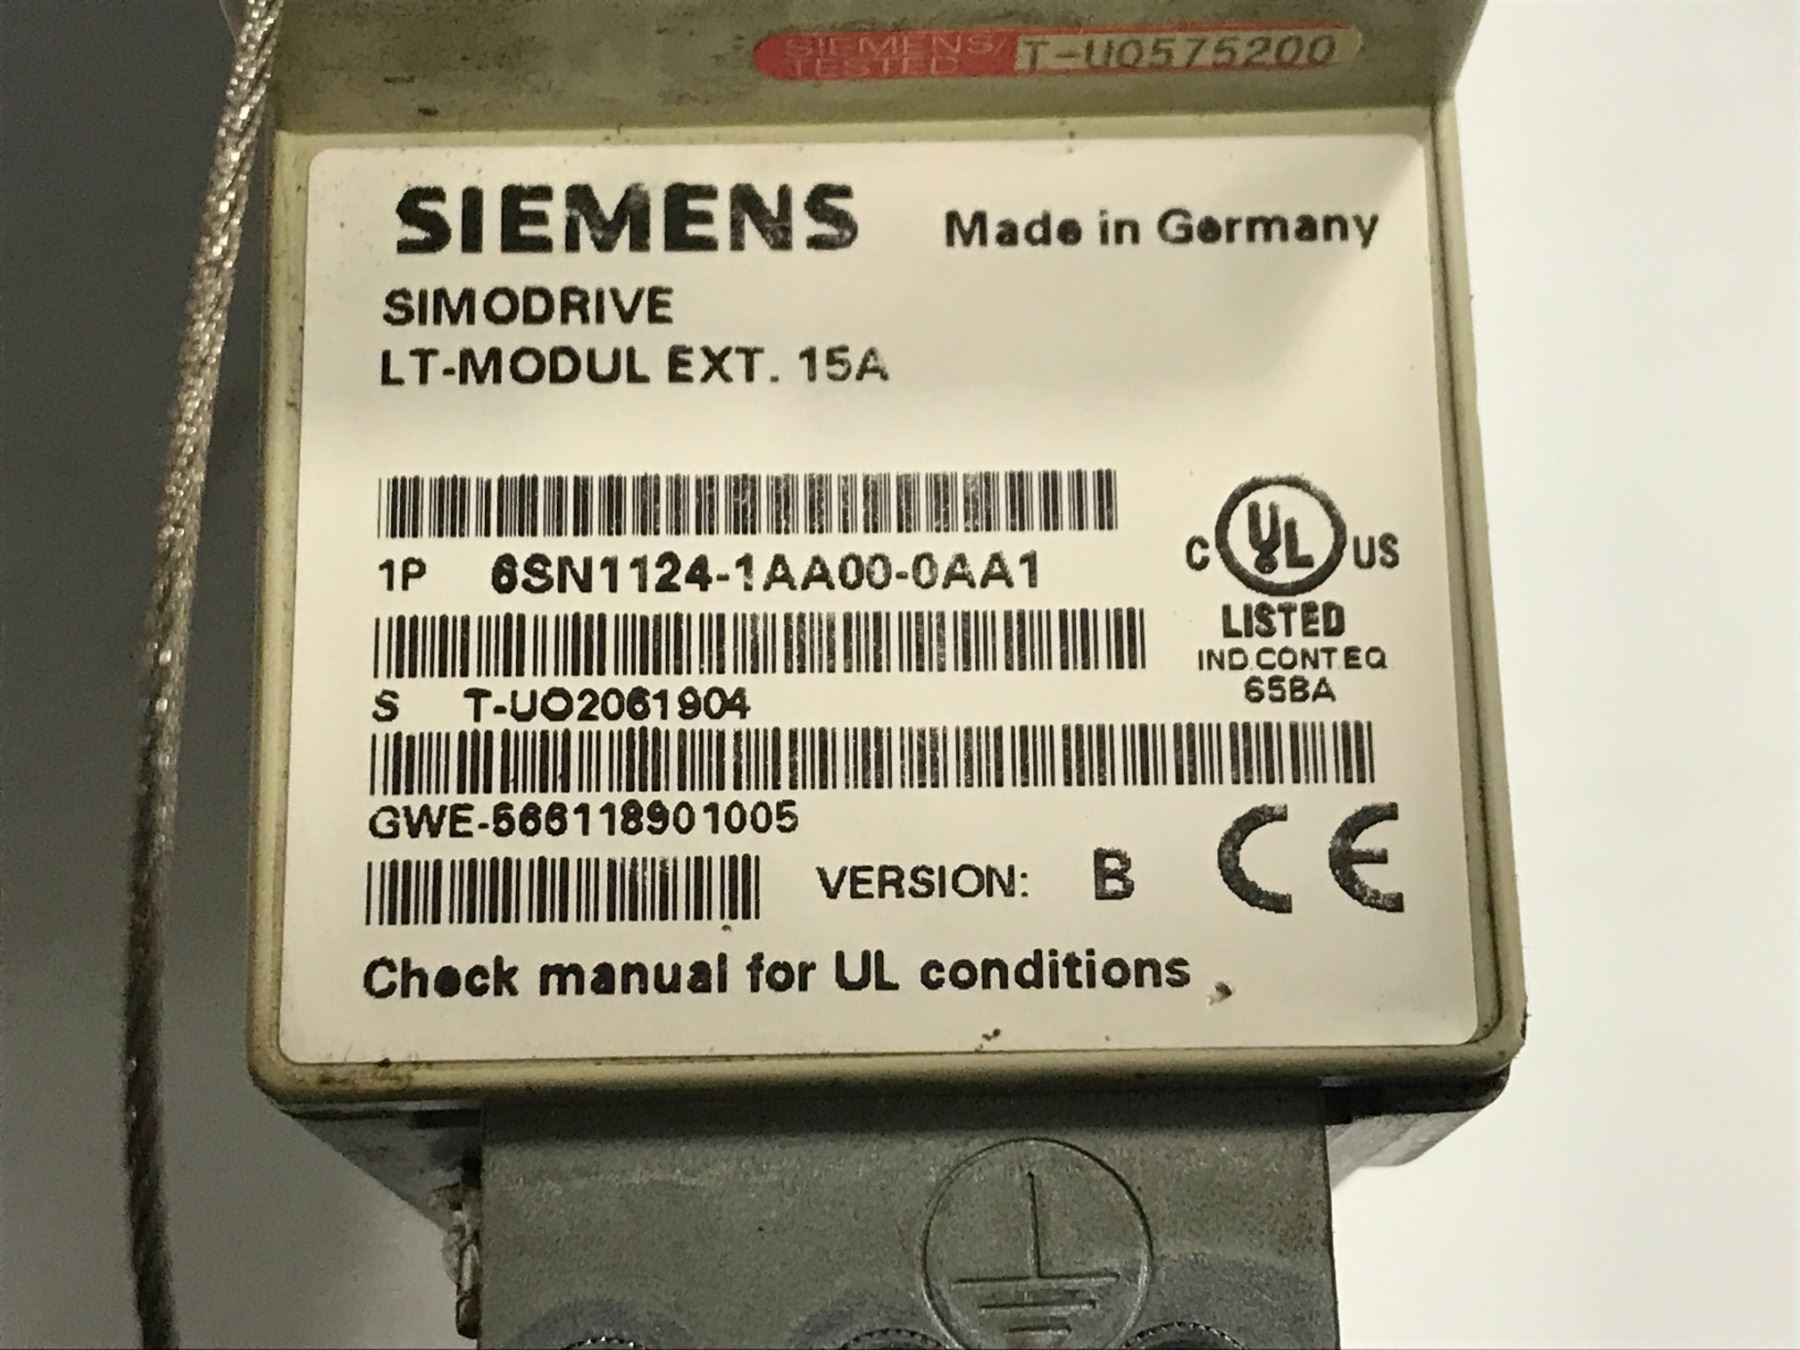 SIEMENS/ T-U0575200
TESTED
SIEMENS Made in Germany
SIMODRIVE
LT-MODUL EXT. 15A
1P 6SN1124-1AA00-0AA1
C UL US
LISTED
IND.CONT.EQ
65BA
S T-UO2061904
GWE-566118901005
VERSION: B CE
Check manual for UL conditions